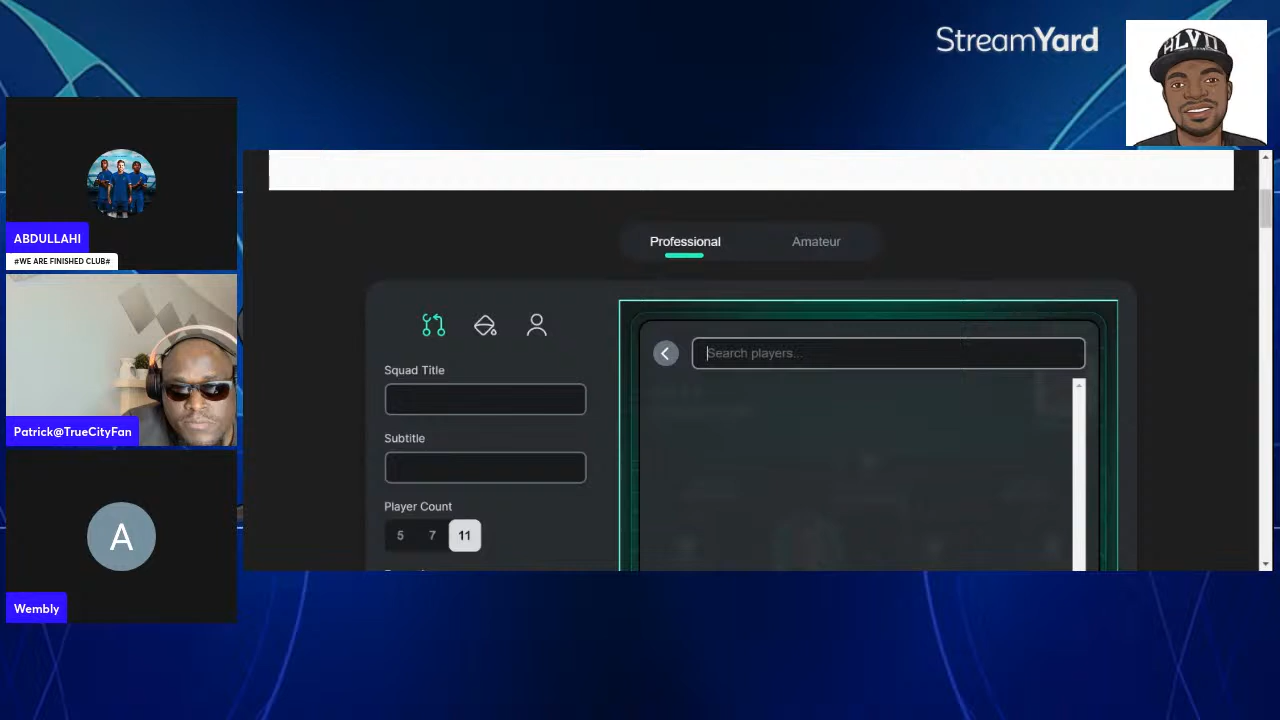 StreamYard
HLVD
ABDULLAHI
#WE ARE FINISHED CLUB#
Patrick@TrueCityFan
A
Wembly
Professional
Amateur
Squad Title
Subtitle
Player Count
5 7 11
Search players...